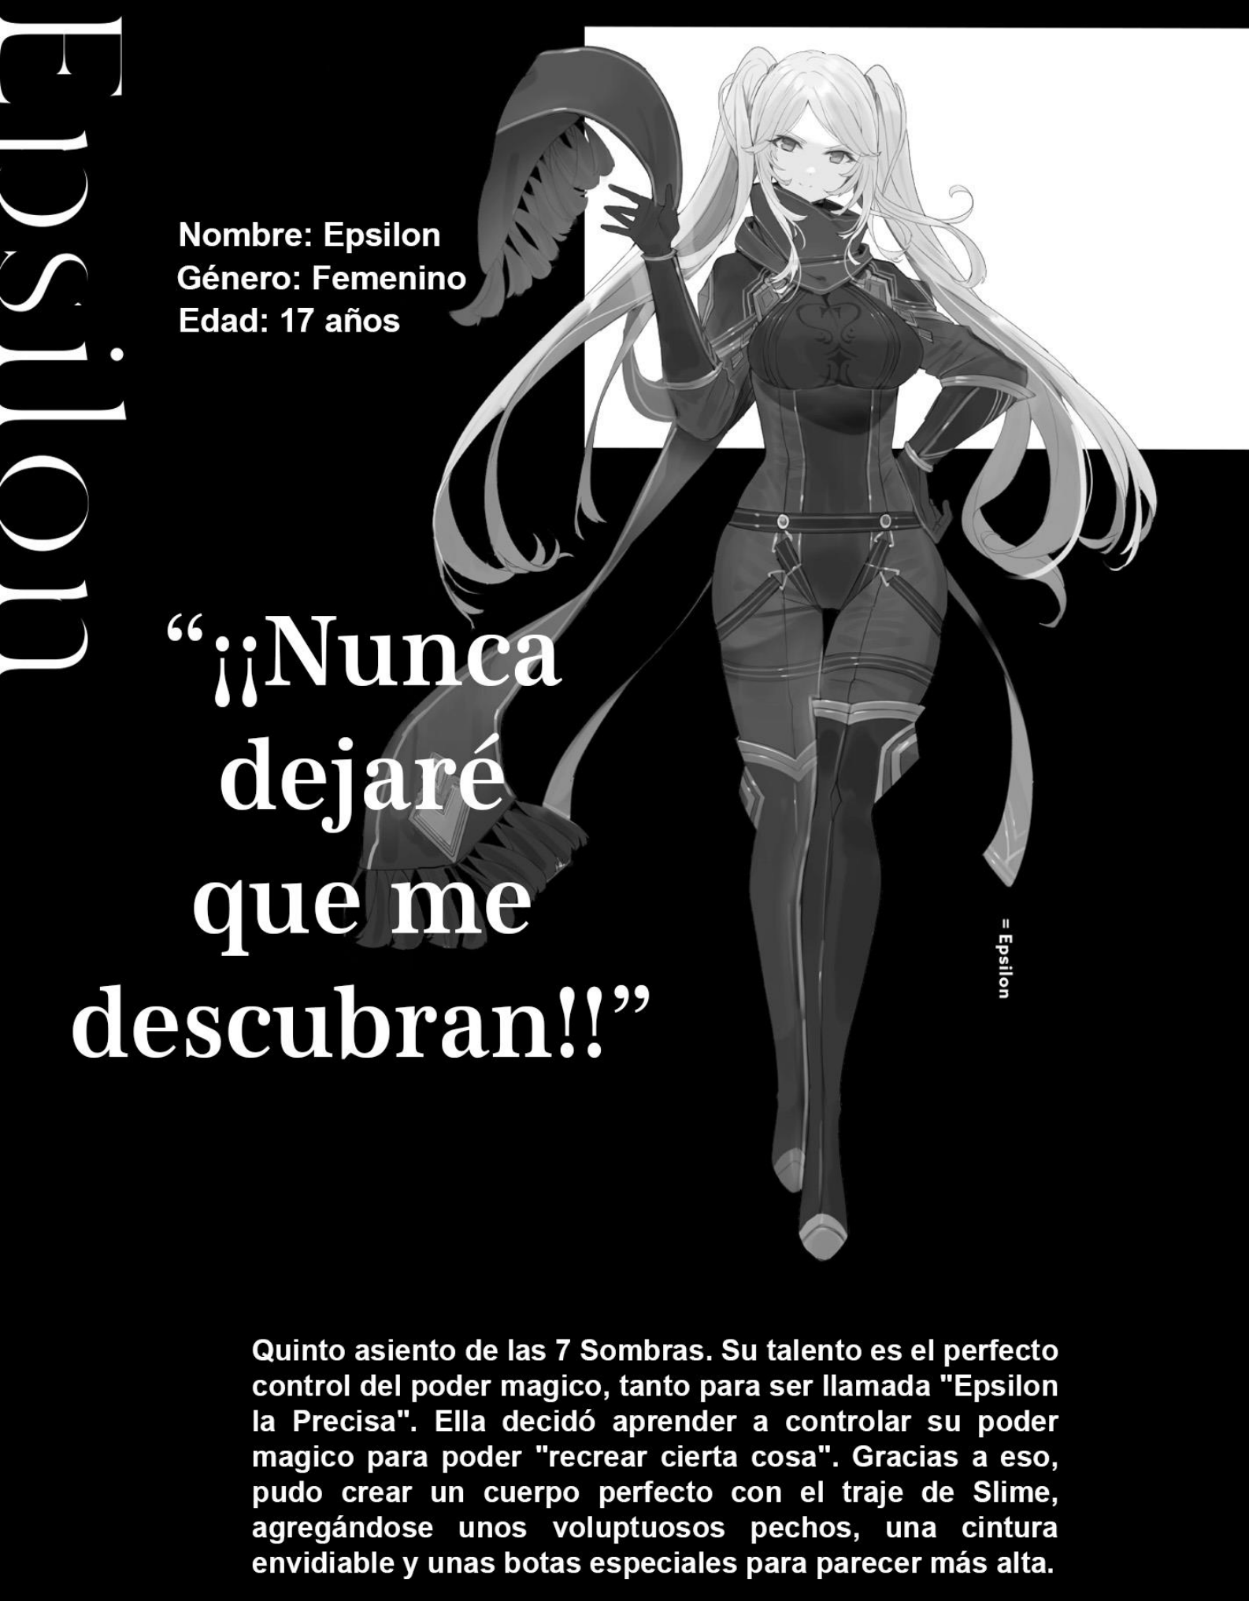 Epsilon
Nombre: Epsilon
Género: Femenino
Edad: 17 años
“¡¡Nunca
dejaré
que me
descubran!!”
= Epsilon
Quinto asiento de las 7 Sombras. Su talento es el perfecto
control del poder magico, tanto para ser llamada "Epsilon
la Precisa". Ella decidó aprender a controlar su poder
magico para poder "recrear cierta cosa". Gracias a eso,
pudo crear un cuerpo perfecto con el traje de Slime,
agregándose unos voluptuosos pechos, una cintura
envidiable y unas botas especiales para parecer más alta.